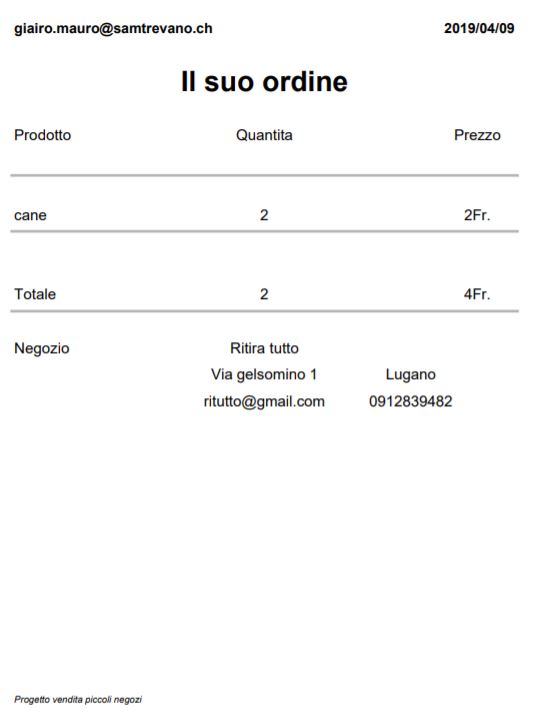 giairo.mauro@samtrevano.ch 2019/04/09
Il suo ordine
Prodotto Quantita Prezzo
cane 2 2Fr.
Totale 2 4Fr.
Negozio Ritira tutto
Via gelsomino 1 Lugano
ritutto@gmail.com 0912839482
Progetto vendita piccoli negozi